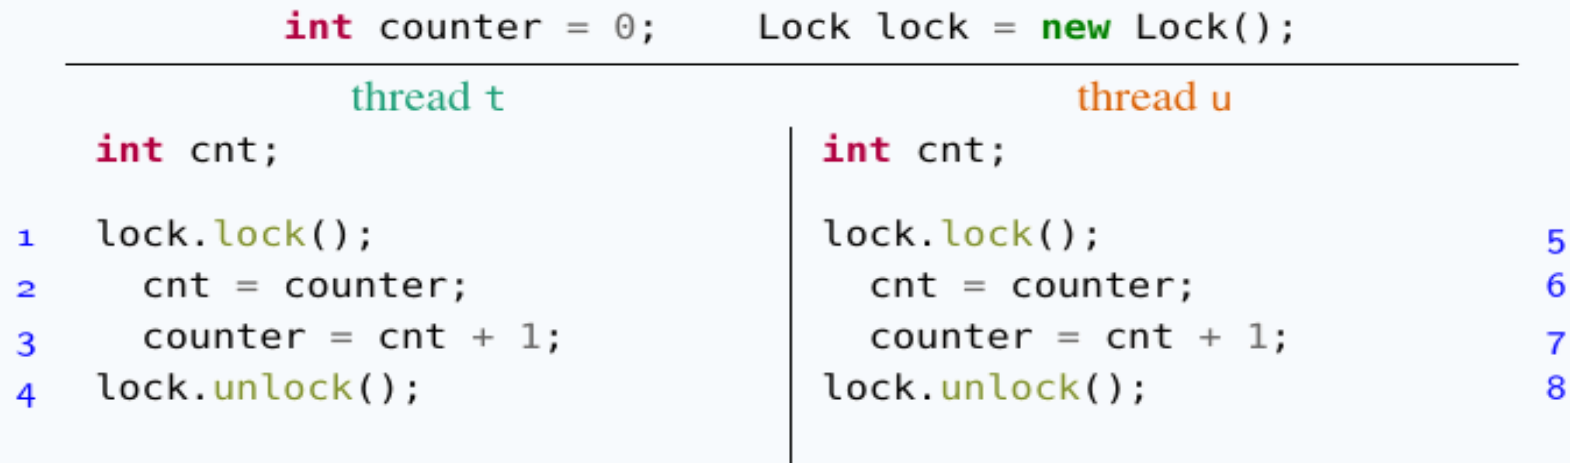 int counter = 0; Lock lock = new Lock();
thread t thread u
int cnt; int cnt;
1 lock.lock(); lock.lock(); 5
2 cnt = counter; cnt = counter; 6
3 counter = cnt + 1; counter = cnt + 1; 7
4 lock.unlock(); lock.unlock(); 8